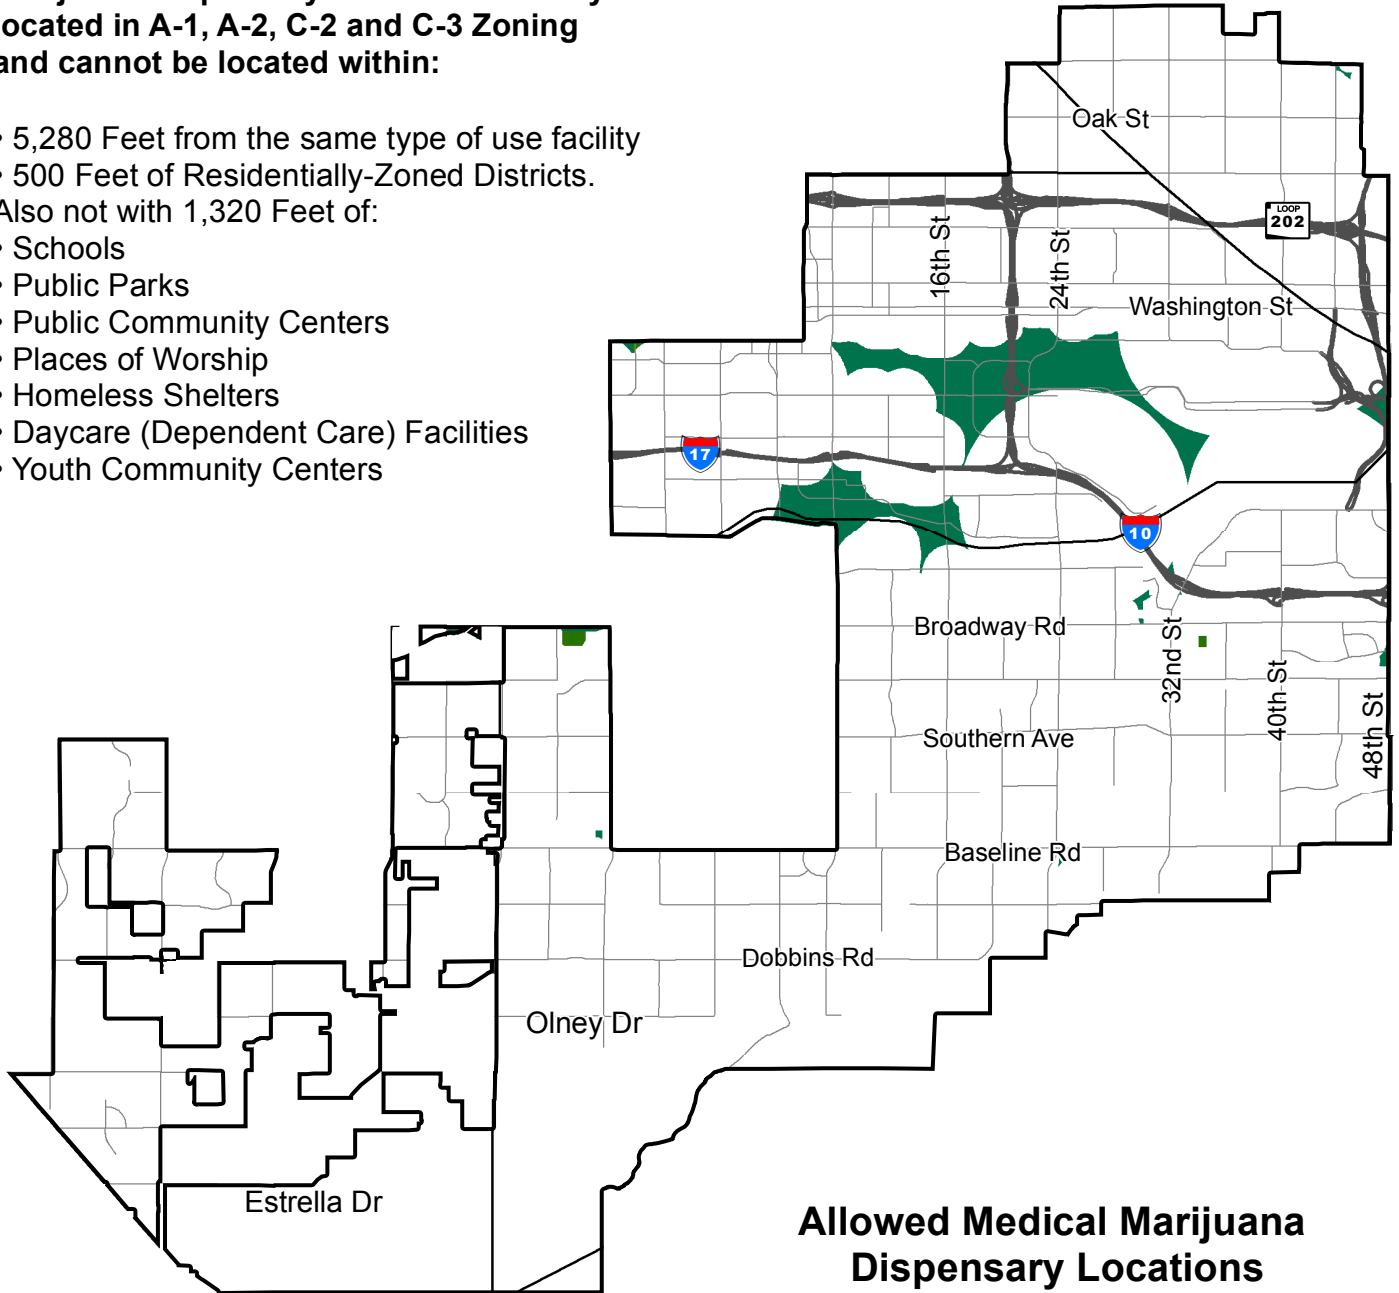 located in A-1, A-2, C-2 and C-3 Zoning
and cannot be located within:
• 5,280 Feet from the same type of use facility
• 500 Feet of Residentially-Zoned Districts.
Also not with 1,320 Feet of:
• Schools
• Public Parks
• Public Community Centers
• Places of Worship
• Homeless Shelters
• Daycare (Dependent Care) Facilities
• Youth Community Centers
Oak St
LOOP
202
16th St
24th St
Washington St
17
10
Broadway Rd
32nd St
40th St
48th St
Southern Ave
Baseline Rd
Dobbins Rd
Olney Dr
Estrella Dr
Allowed Medical Marijuana
Dispensary Locations